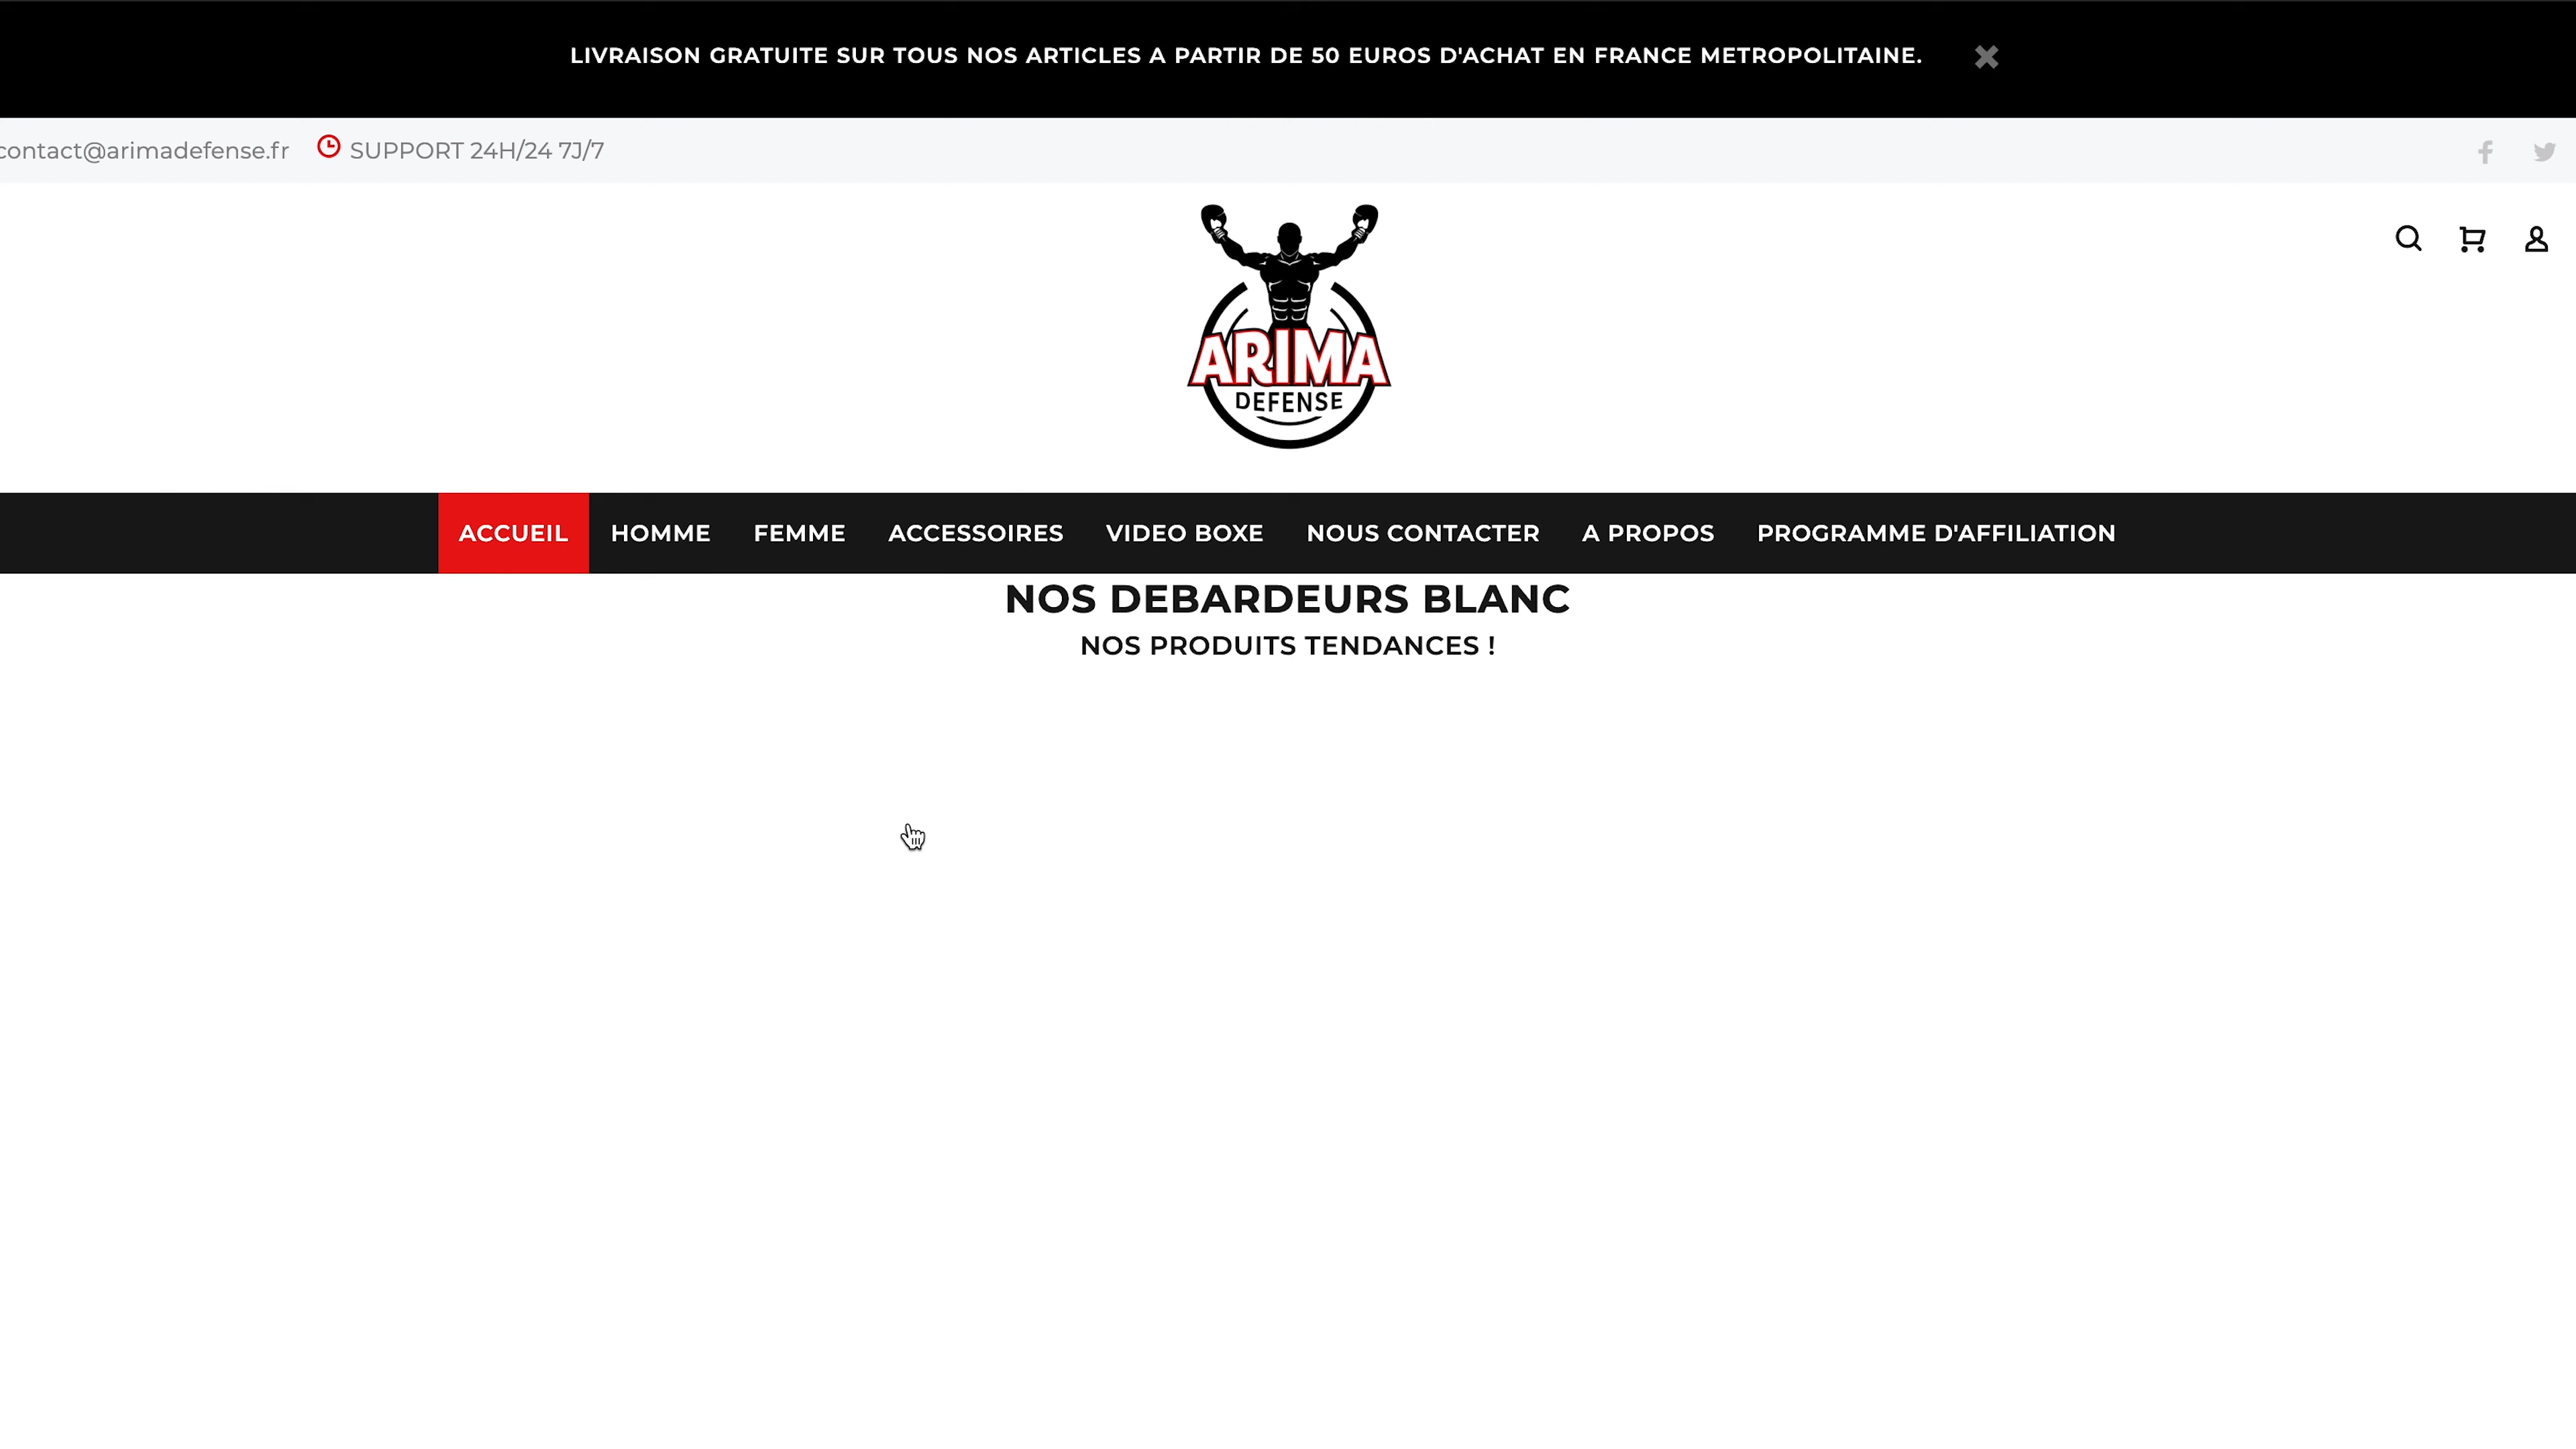 LIVRAISON GRATUITE SUR TOUS NOS ARTICLES A PARTIR DE 50 EUROS D'ACHAT EN FRANCE METROPOLITAINE.
contact@arimadefense.fr SUPPORT 24H/24 7J/7
ARIMA
DEFENSE
ACCUEIL HOMME FEMME ACCESSOIRES VIDEO BOXE NOUS CONTACTER A PROPOS PROGRAMME D'AFFILIATION
NOS DEBARDEURS BLANC
NOS PRODUITS TENDANCES !